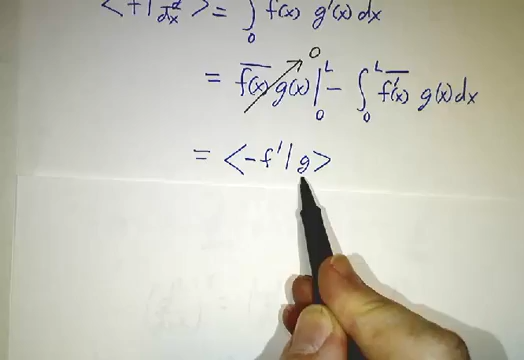 < f | d/dx > = ∫₀ f(x) g'(x) dx
= f̅(̅x̅)̅ g(x) |₀ᴸ 0 − ∫₀ᴸ f̅'̅(̅x̅)̅ g(x) dx
= < −f' | g >